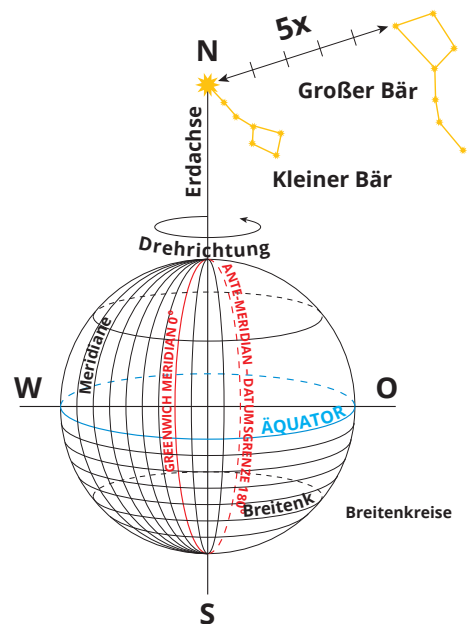 5x
N
Großer Bär
Erdachse
Kleiner Bär
Drehrichtung
Meridiane
GREENWICH MERIDIAN 0°
ANTE-MERIDIAN – DATUMSGRENZE 180°
W
O
ÄQUATOR
Breitenk
Breitenkreise
S